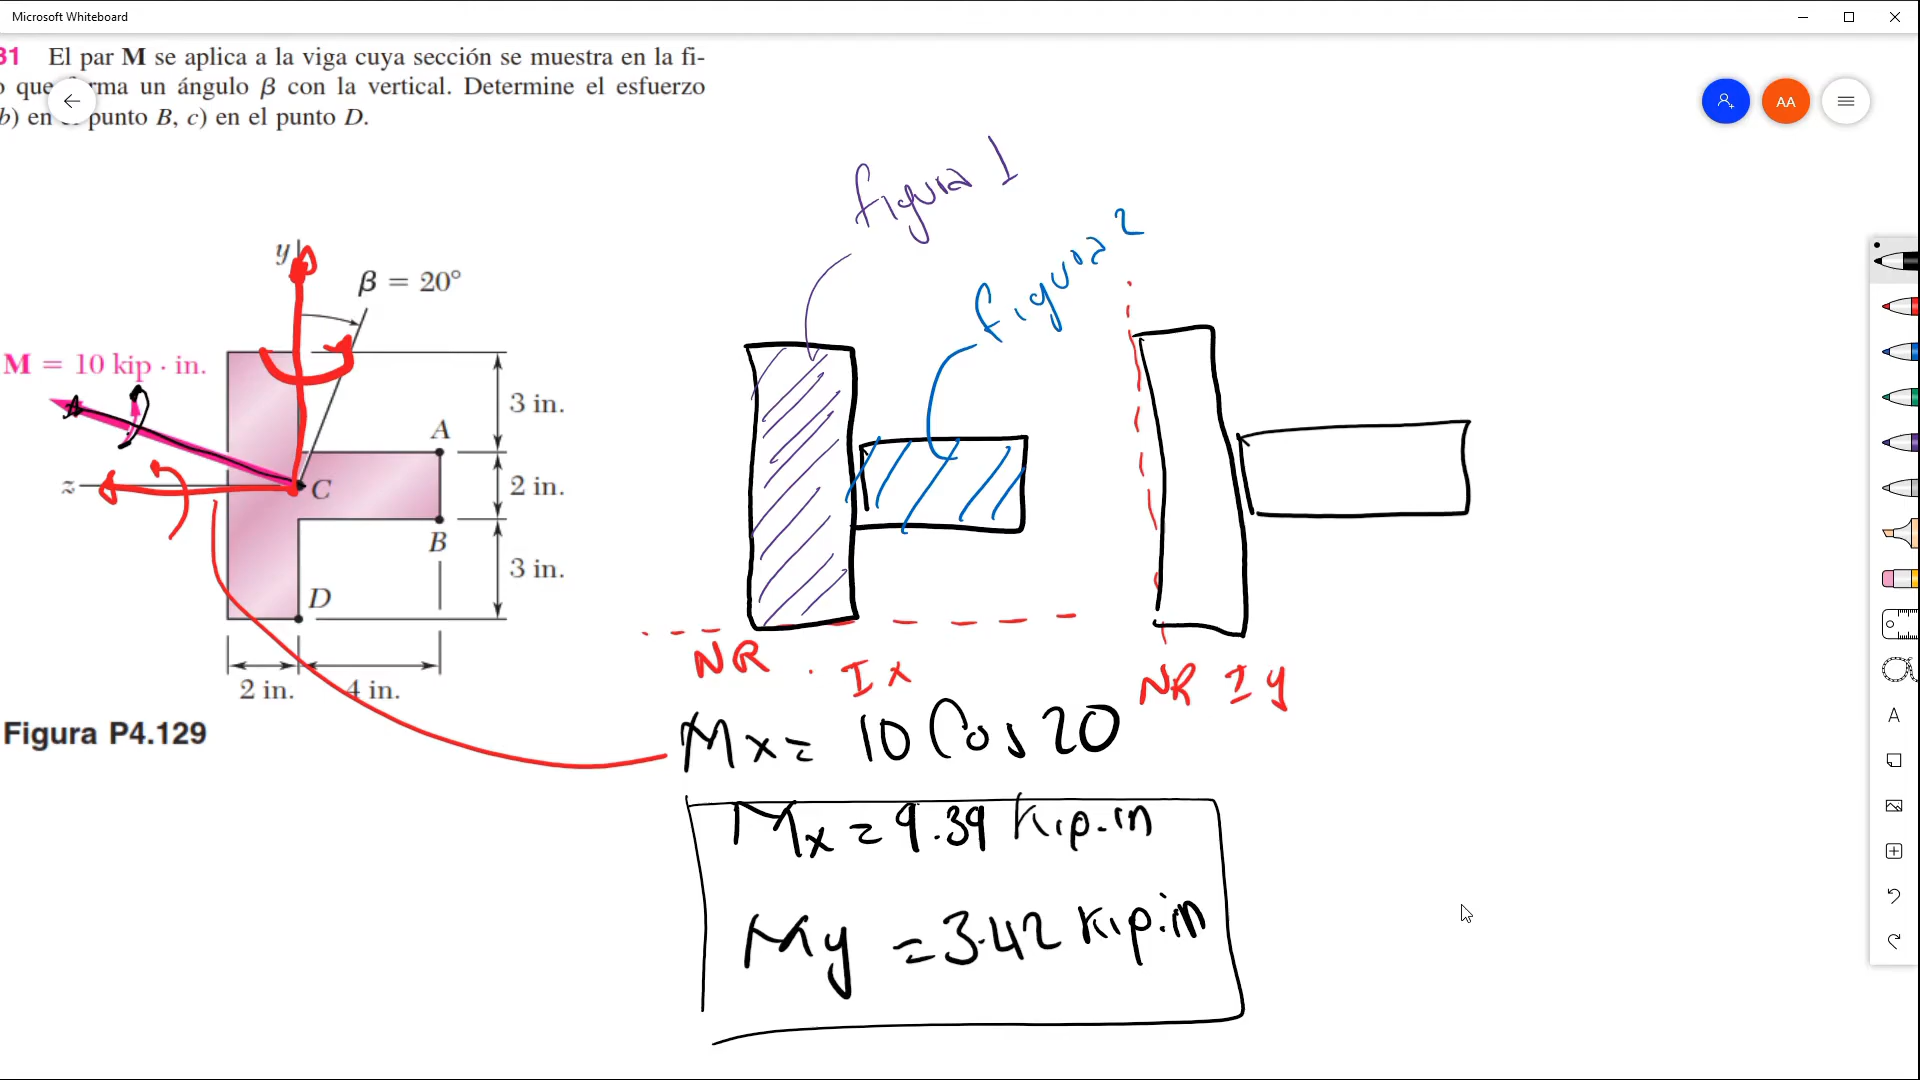 Microsoft Whiteboard
31 El par M se aplica a la viga cuya sección se muestra en la fi-
o que forma un ángulo β con la vertical. Determine el esfuerzo
b) en el punto B, c) en el punto D.
AA
figura 1
figura 2
y
β = 20°
M = 10 kip · in.
3 in.
A
z
C
2 in.
B
3 in.
D
2 in.
4 in.
NR . Ix
NR Iy
Figura P4.129
Mx = 10 Cos 20
Mx = 9.39 Kip.in
My = 3.42 Kip.in
A